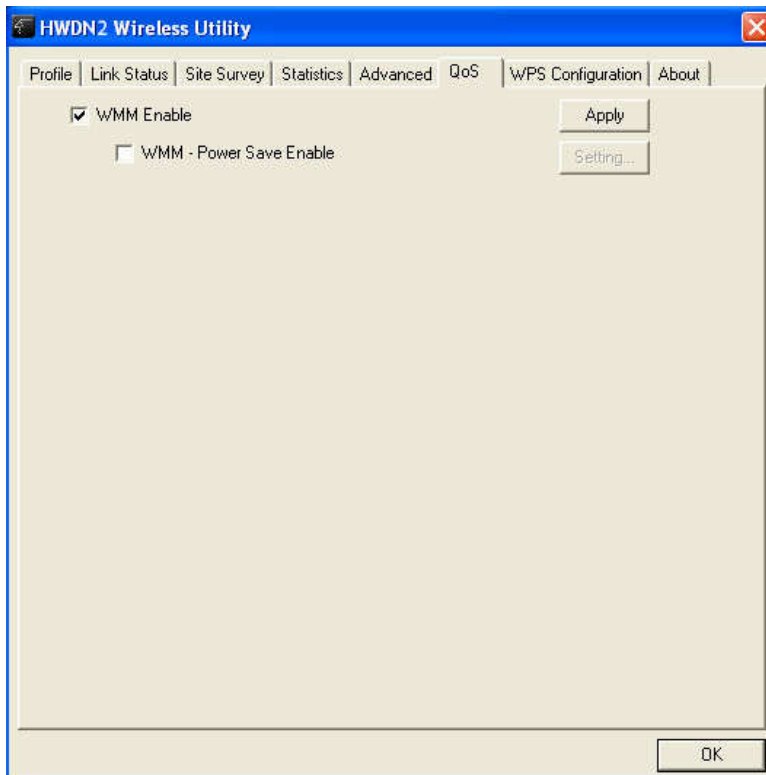 HWDN2 Wireless Utility
Profile Link Status Site Survey Statistics Advanced QoS WPS Configuration About
WMM Enable Apply
WMM - Power Save Enable Setting...
OK